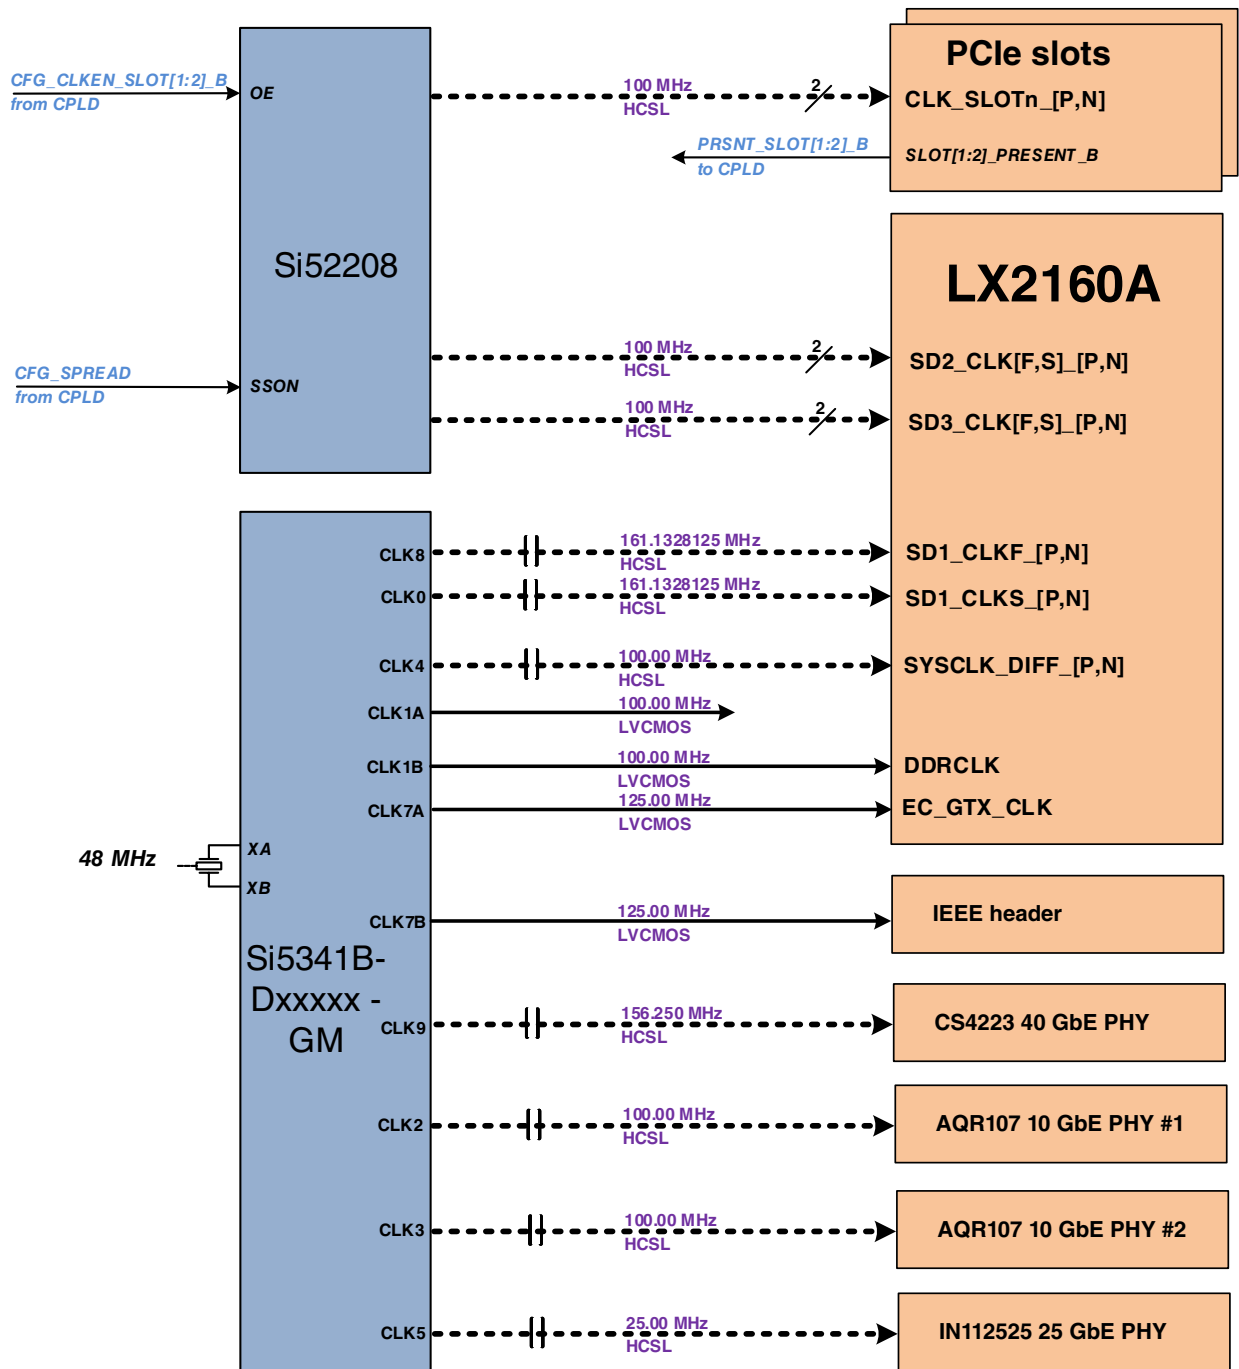 PCIe slots
CFG_CLKEN_SLOT[1:2]_B
from CPLD
OE
100 MHz
HCSL
2
CLK_SLOTn_[P,N]
PRSNT_SLOT[1:2]_B
to CPLD
SLOT[1:2]_PRESENT_B
Si52208
LX2160A
100 MHz
HCSL
2
SD2_CLK[F,S]_[P,N]
CFG_SPREAD
from CPLD
SSON
100 MHz
HCSL
2
SD3_CLK[F,S]_[P,N]
CLK8
161.1328125 MHz
HCSL
SD1_CLKF_[P,N]
CLK0
161.1328125 MHz
HCSL
SD1_CLKS_[P,N]
CLK4
100.00 MHz
HCSL
SYSCLK_DIFF_[P,N]
CLK1A
100.00 MHz
LVCMOS
CLK1B
100.00 MHz
LVCMOS
DDRCLK
CLK7A
125.00 MHz
LVCMOS
EC_GTX_CLK
48 MHz
XA
XB
CLK7B
125.00 MHz
LVCMOS
IEEE header
Si5341B-
Dxxxxx -
GM
CLK9
156.250 MHz
HCSL
CS4223 40 GbE PHY
CLK2
100.00 MHz
HCSL
AQR107 10 GbE PHY #1
CLK3
100.00 MHz
HCSL
AQR107 10 GbE PHY #2
CLK5
25.00 MHz
HCSL
IN112525 25 GbE PHY